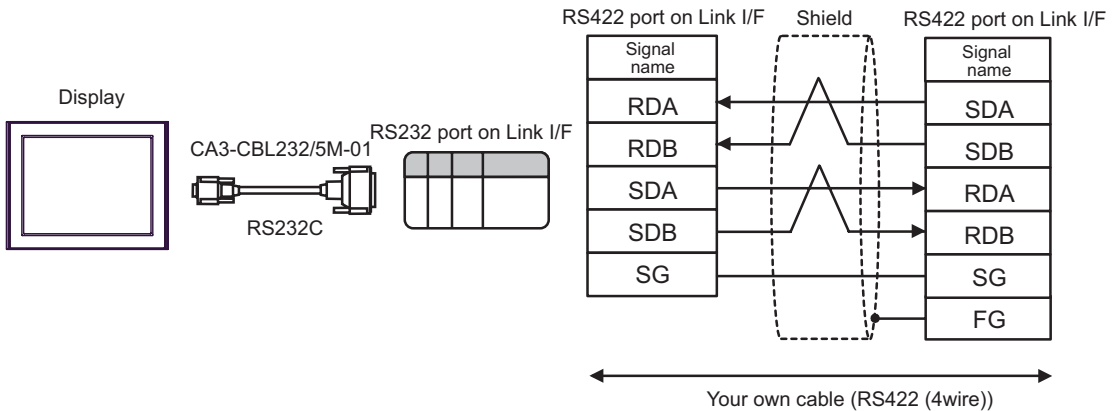 RS422 port on Link I/F
Shield
RS422 port on Link I/F
Signal
name
RDA
RDB
SDA
SDB
SG
Signal
name
SDA
SDB
RDA
RDB
SG
FG
Display
CA3-CBL232/5M-01
RS232C
RS232 port on Link I/F
Your own cable (RS422 (4wire))